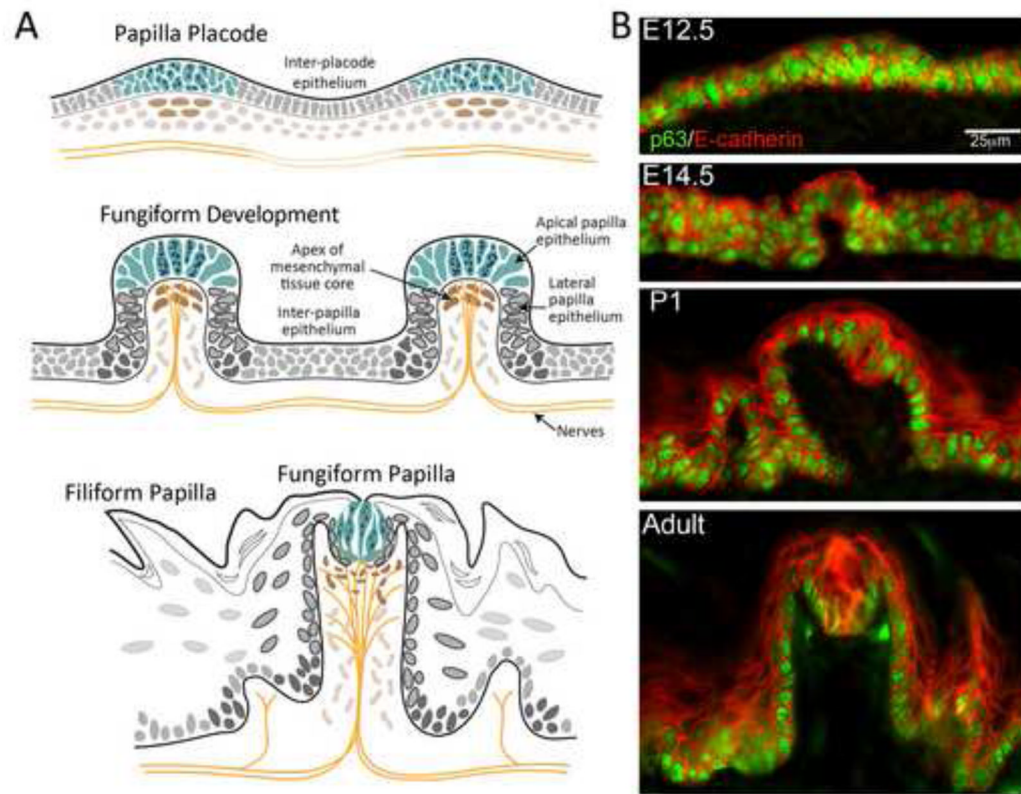 A
Papilla Placode
Inter-placode
epithelium
Fungiform Development
Apex of
mesenchymal
tissue core
Apical papilla
epithelium
Inter-papilla
epithelium
Lateral
papilla
epithelium
Nerves
Filiform Papilla
Fungiform Papilla
B
E12.5
p63/E-cadherin
25µm
E14.5
P1
Adult